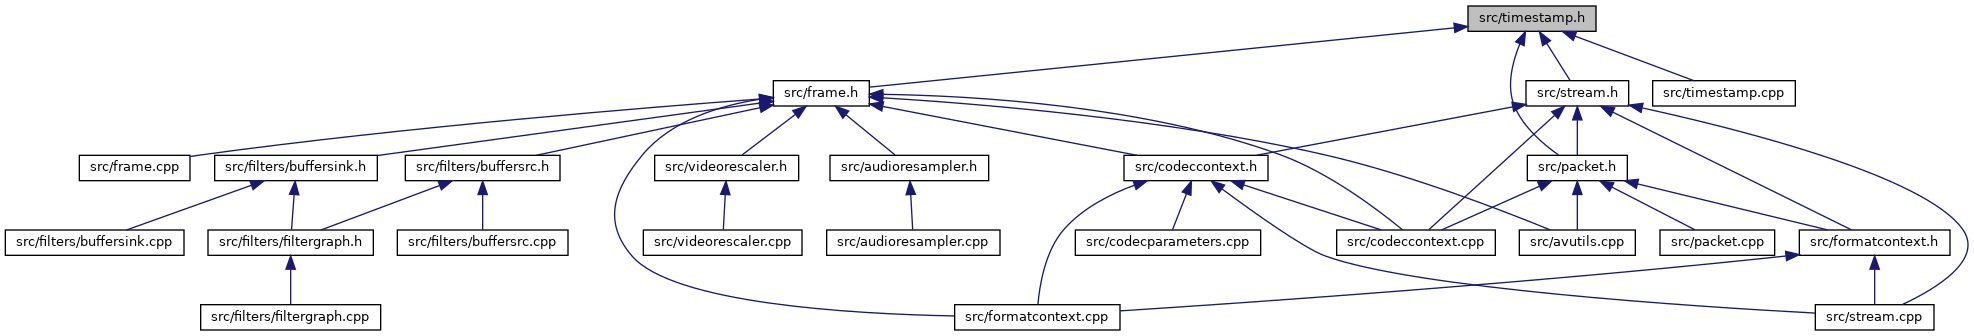 src/timestamp.h
src/frame.h
src/stream.h
src/timestamp.cpp
src/frame.cpp
src/filters/buffersink.h
src/filters/buffersrc.h
src/videorescaler.h
src/audioresampler.h
src/codeccontext.h
src/packet.h
src/filters/buffersink.cpp
src/filters/filtergraph.h
src/filters/buffersrc.cpp
src/videorescaler.cpp
src/audioresampler.cpp
src/codecparameters.cpp
src/codeccontext.cpp
src/avutils.cpp
src/packet.cpp
src/formatcontext.h
src/filters/filtergraph.cpp
src/formatcontext.cpp
src/stream.cpp